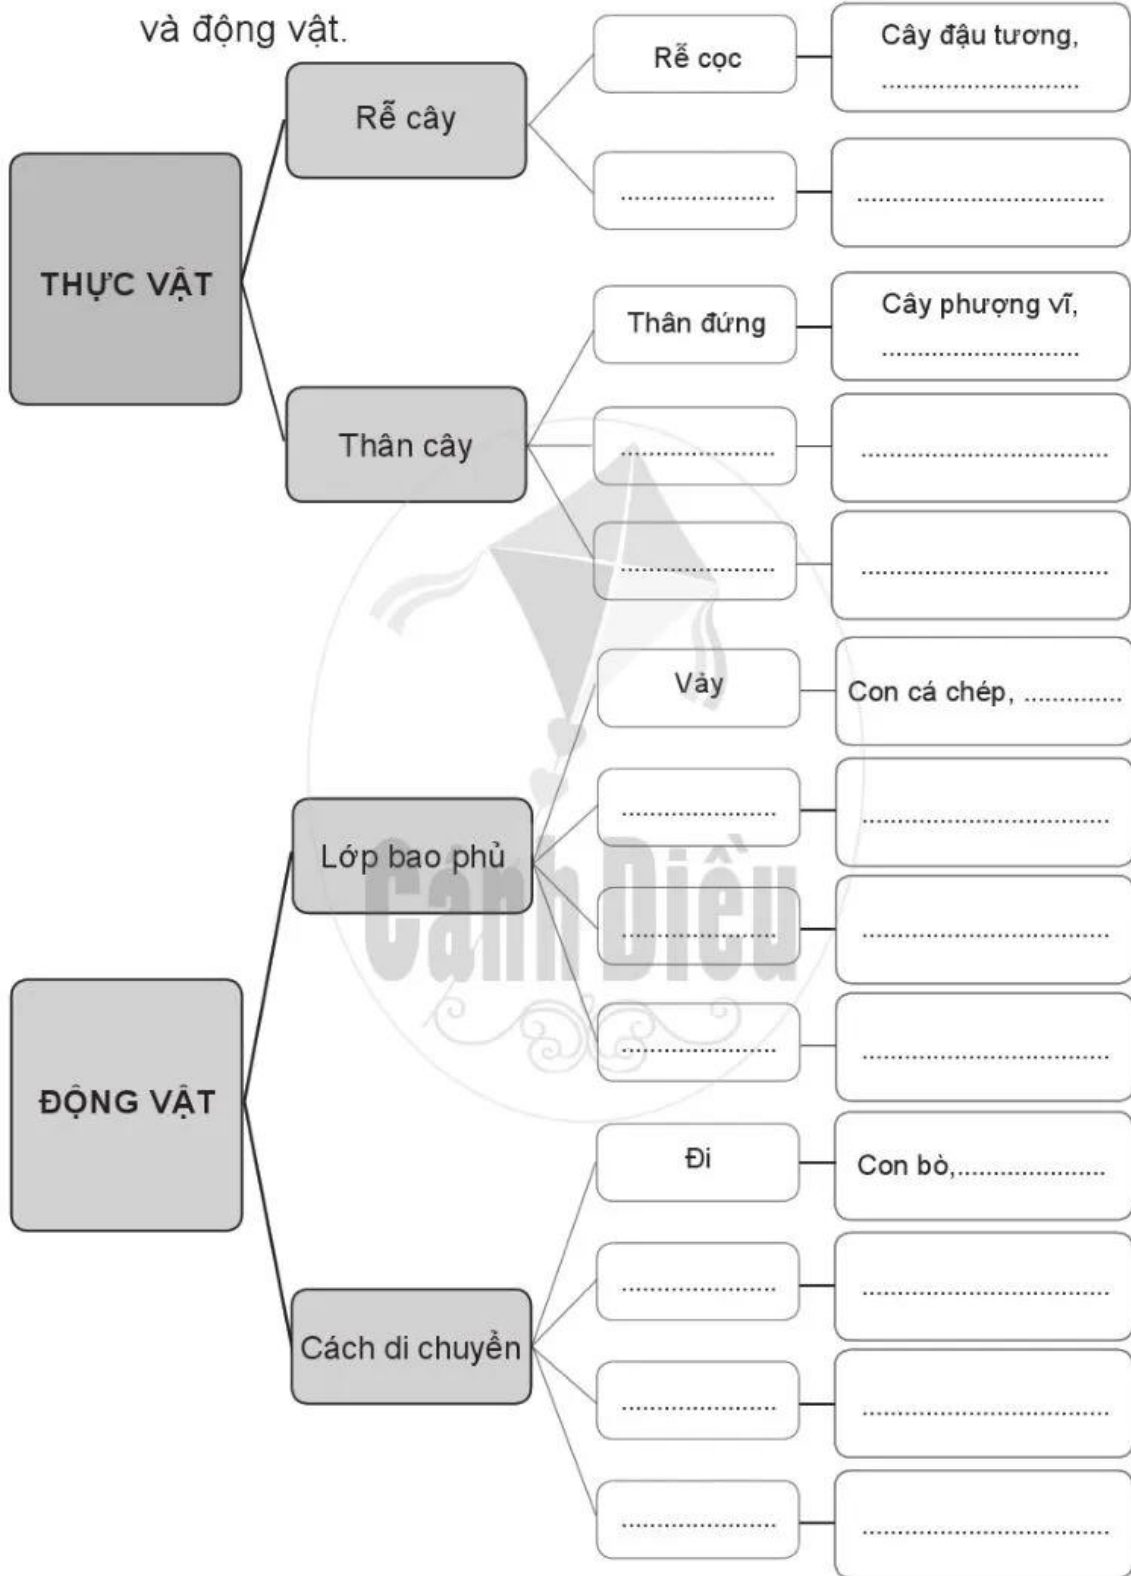 và động vật.
THỰC VẬT
Rễ cây
Rễ cọc
Cây đậu tương,
..............................
..............................
..............................
Thân cây
Thân đứng
Cây phượng vĩ,
..............................
..............................
..............................
..............................
..............................
ĐỘNG VẬT
Lớp bao phủ
Vảy
Con cá chép, ..............
..............................
..............................
..............................
..............................
..............................
..............................
Cách di chuyển
Đi
Con bò,.....................
..............................
..............................
..............................
..............................
..............................
..............................
Cánh Diều